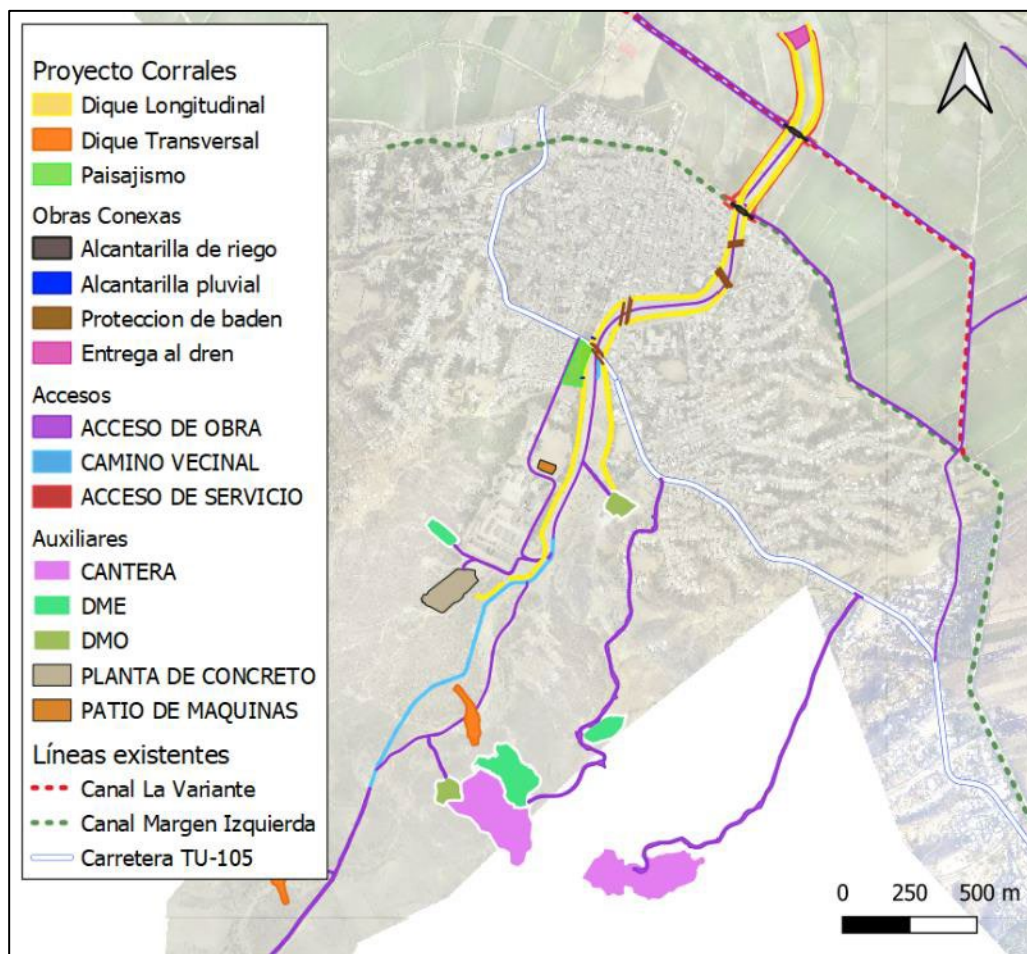 Proyecto Corrales
Dique Longitudinal
Dique Transversal
Paisajismo
Obras Conexas
Alcantarilla de riego
Alcantarilla pluvial
Proteccion de baden
Entrega al dren
Accesos
ACCESO DE OBRA
CAMINO VECINAL
ACCESO DE SERVICIO
Auxiliares
CANTERA
DME
DMO
PLANTA DE CONCRETO
PATIO DE MAQUINAS
Líneas existentes
Canal La Variante
Canal Margen Izquierda
Carretera TU-105
0 250 500 m